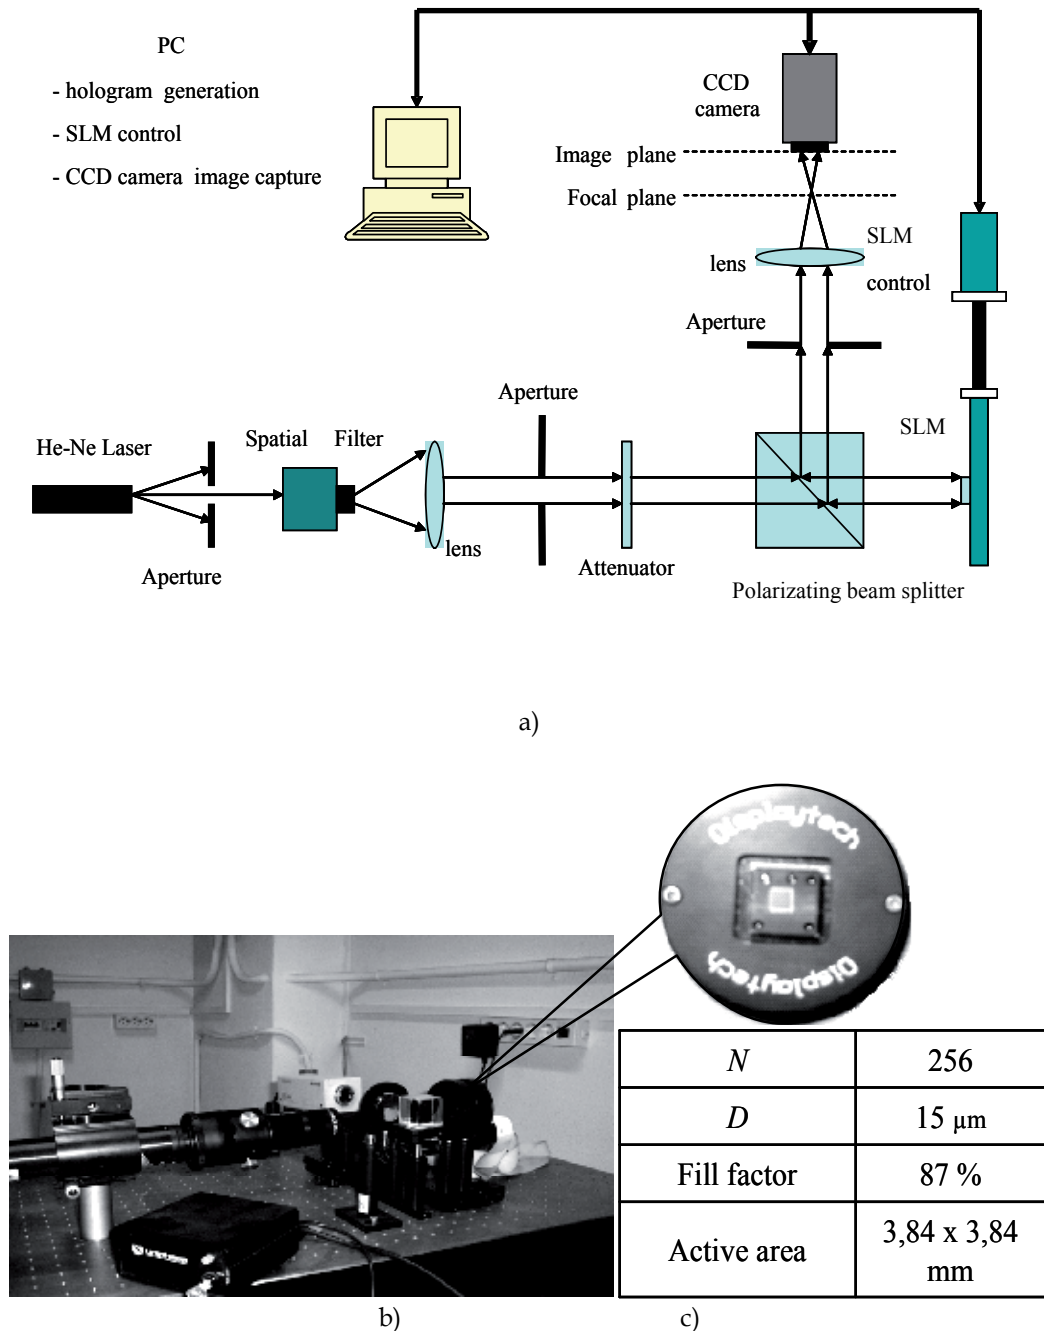 PC
- hologram generation
- SLM control
- CCD camera image capture
CCD
camera
Image plane
Focal plane
lens
SLM
control
Aperture
Aperture
SLM
He-Ne Laser
Spatial Filter
lens
Aperture
Attenuator
Polarizating beam splitter
a)
Displaytech
Displaytech
N 256
D 15 µm
Fill factor 87 %
Active area 3,84 x 3,84
mm
b)
c)